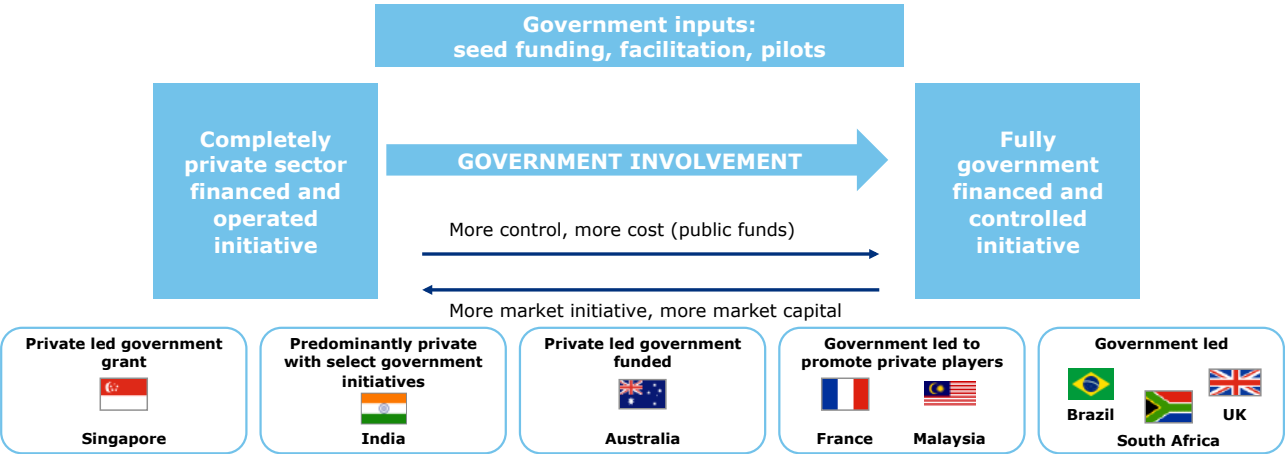 Government inputs:
seed funding, facilitation, pilots
Completely
private sector
financed and
operated
initiative
GOVERNMENT INVOLVEMENT
Fully
government
financed and
controlled
initiative
More control, more cost (public funds)
More market initiative, more market capital
Private led government
grant
Singapore
Predominantly private
with select government
initiatives
India
Private led government
funded
Australia
Government led to
promote private players
France
Malaysia
Government led
Brazil
UK
South Africa